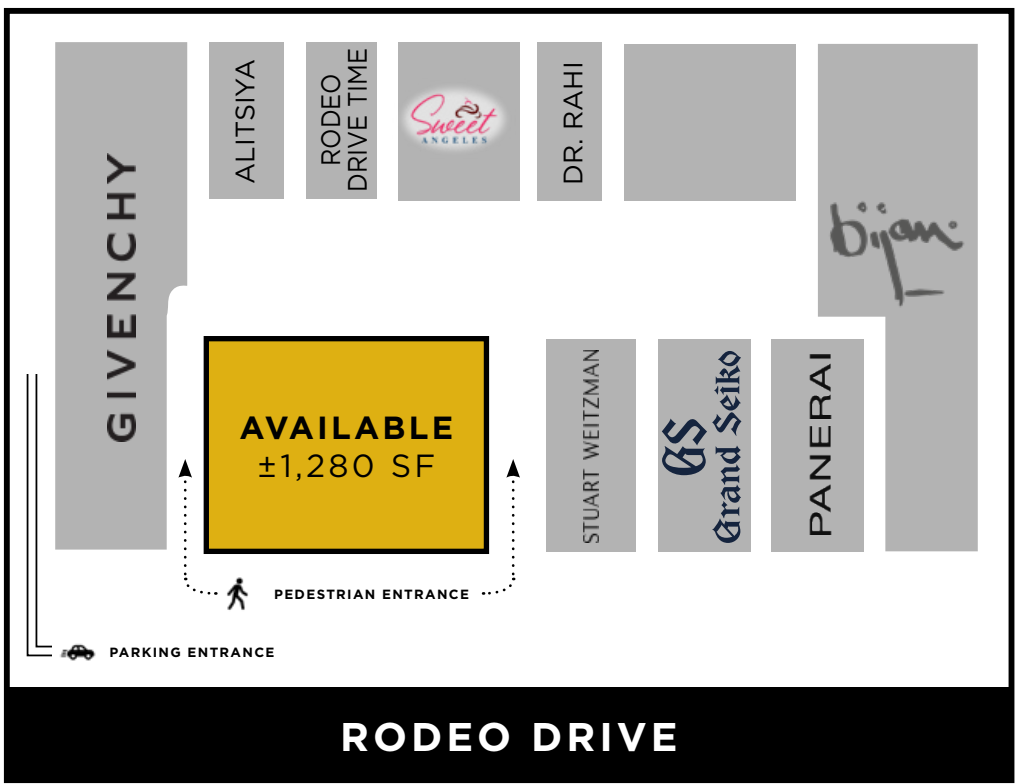 GIVENCHY
ALITSIYA
RODEO
DRIVE TIME
Sweet
ANGELES
DR. RAHI
bijan
AVAILABLE
±1,280 SF
STUART WEITZMAN
GS
Grand Seiko
PANERAI
PEDESTRIAN ENTRANCE
PARKING ENTRANCE
RODEO DRIVE